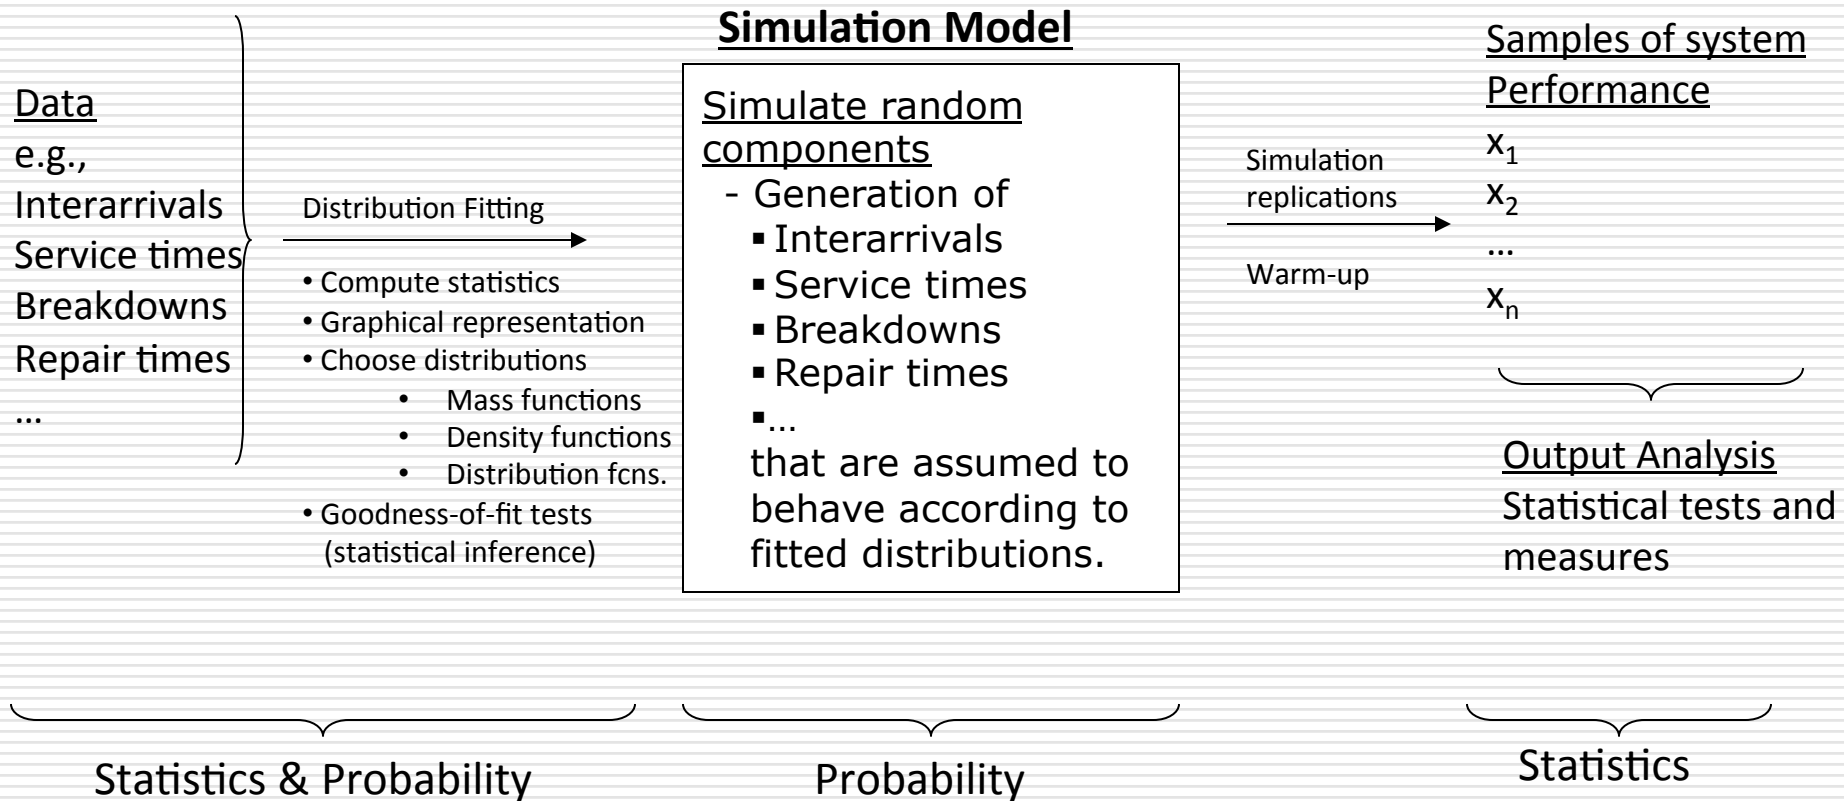 Simulation Model
Data
e.g.,
Interarrivals
Service times
Breakdowns
Repair times
...
Distribution Fitting
• Compute statistics
• Graphical representation
• Choose distributions
• Mass functions
• Density functions
• Distribution fcns.
• Goodness-of-fit tests
(statistical inference)
Simulate random
components
- Generation of
▪ Interarrivals
▪ Service times
▪ Breakdowns
▪ Repair times
▪...
that are assumed to
behave according to
fitted distributions.
Simulation
replications
Warm-up
Samples of system
Performance
x₁
x₂
...
xₙ
Output Analysis
Statistical tests and
measures
Statistics & Probability
Probability
Statistics